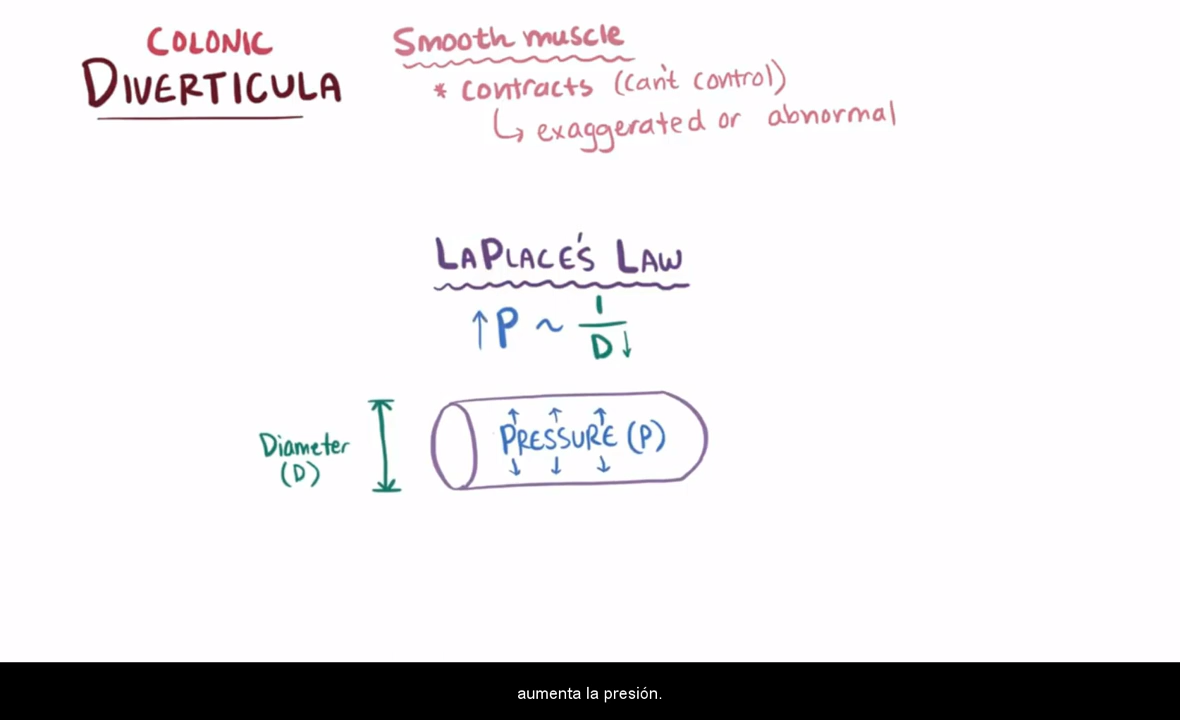 COLONIC
DIVERTICULA
Smooth muscle
* contracts (can't control)
↳ exaggerated or abnormal
LAPLACE'S LAW
↑P ~ 1/D↓
Diameter
(D)
PRESSURE (P)
aumenta la presión.